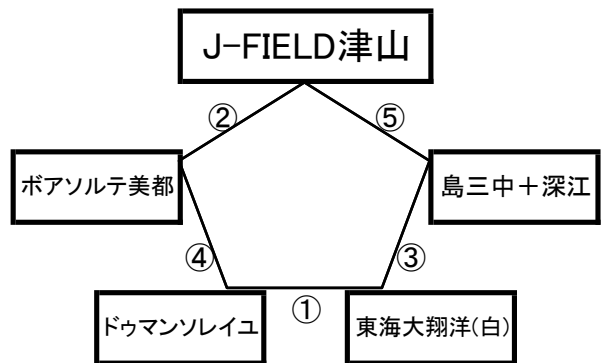 J-FIELD津山
②
⑤
ボアソルテ美都
島三中+深江
④
③
ドゥマンソレイユ
①
東海大翔洋(白)